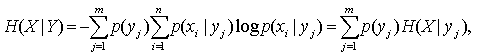 H(X|Y) = −∑_{j=1}^{m} p(y_j) ∑_{i=1}^{n} p(x_i | y_j) log p(x_i | y_j) = ∑_{j=1}^{m} p(y_j) H(X | y_j),